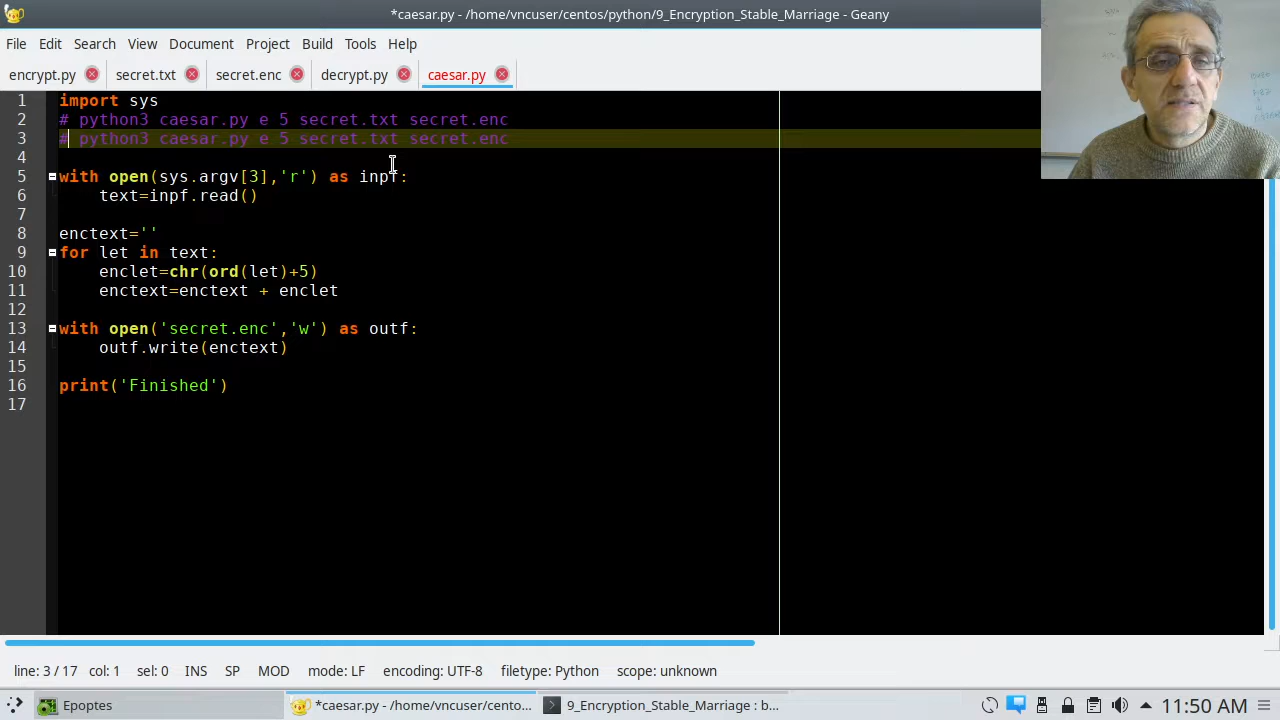 *caesar.py - /home/vncuser/centos/python/9_Encryption_Stable_Marriage - Geany
File Edit Search View Document Project Build Tools Help
encrypt.py secret.txt secret.enc decrypt.py caesar.py
1 import sys
2 # python3 caesar.py e 5 secret.txt secret.enc
3 # python3 caesar.py e 5 secret.txt secret.enc
4
5 with open(sys.argv[3],'r') as inpf:
6     text=inpf.read()
7
8 enctext=''
9 for let in text:
10     enclet=chr(ord(let)+5)
11     enctext=enctext + enclet
12
13 with open('secret.enc','w') as outf:
14     outf.write(enctext)
15
16 print('Finished')
17
line: 3 / 17 col: 1 sel: 0 INS SP MOD mode: LF encoding: UTF-8 filetype: Python scope: unknown
Epoptes *caesar.py - /home/vncuser/cento... 9_Encryption_Stable_Marriage : b... 11:50 AM